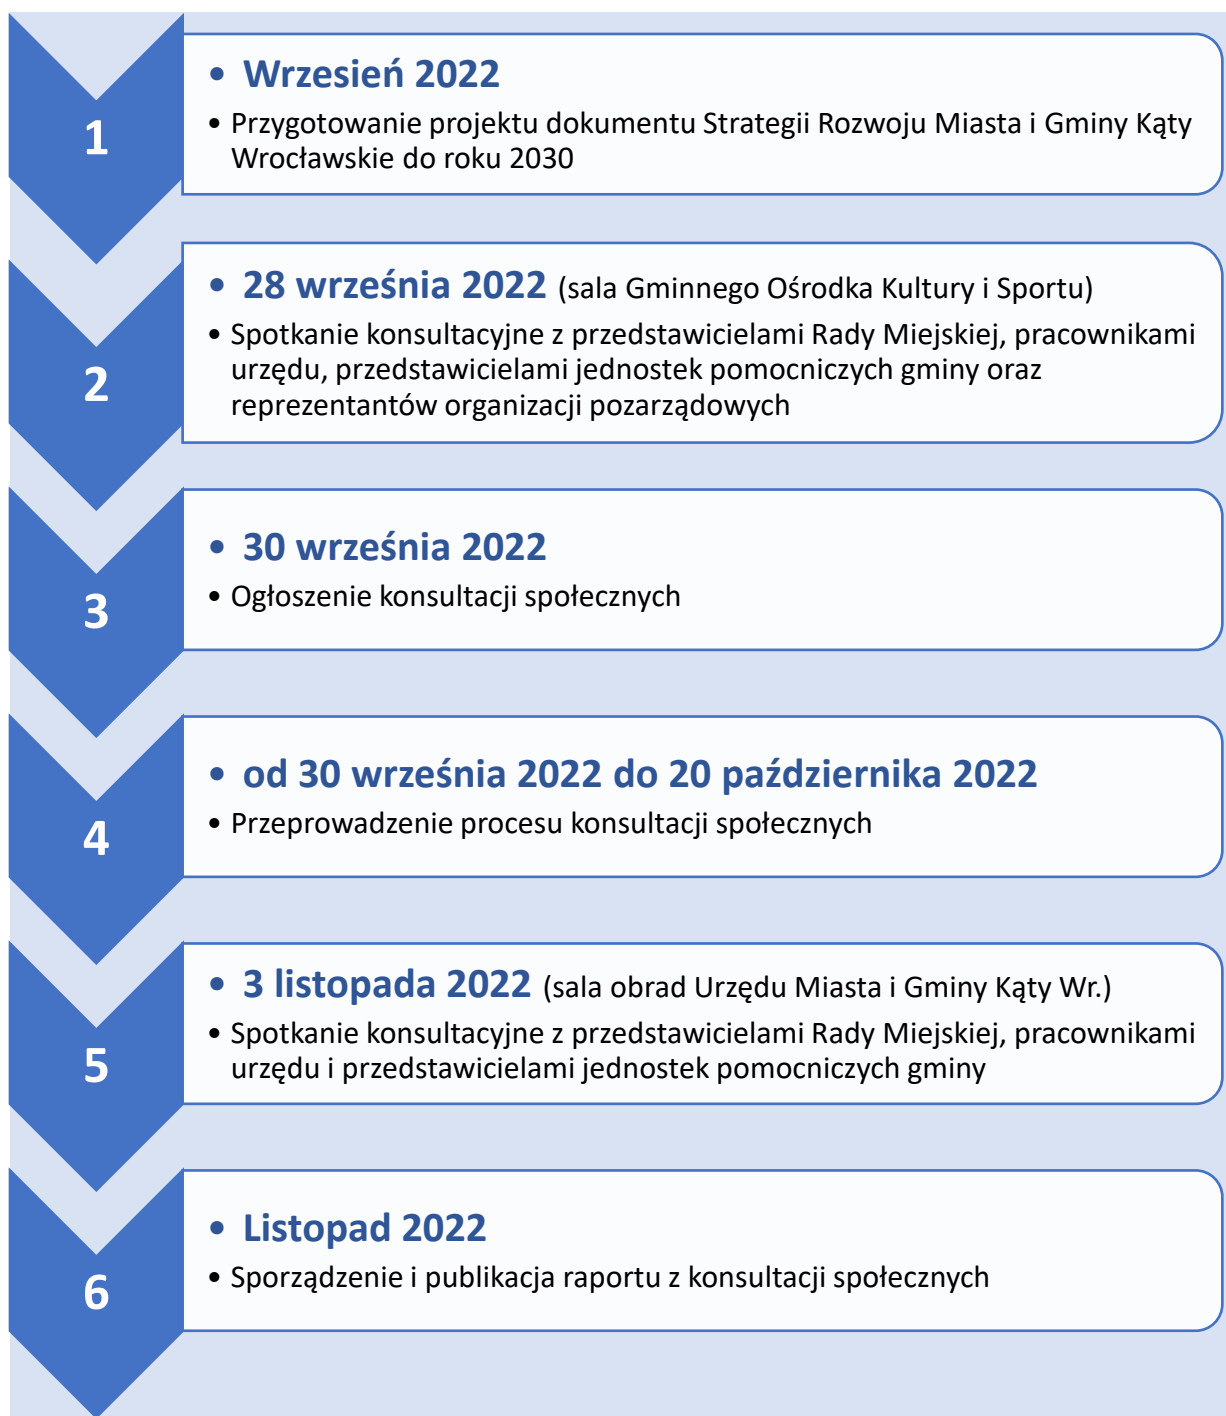 1
• Wrzesień 2022
• Przygotowanie projektu dokumentu Strategii Rozwoju Miasta i Gminy Kąty
Wrocławskie do roku 2030
2
• 28 września 2022 (sala Gminnego Ośrodka Kultury i Sportu)
• Spotkanie konsultacyjne z przedstawicielami Rady Miejskiej, pracownikami
urzędu, przedstawicielami jednostek pomocniczych gminy oraz
reprezentantów organizacji pozarządowych
3
• 30 września 2022
• Ogłoszenie konsultacji społecznych
4
• od 30 września 2022 do 20 października 2022
• Przeprowadzenie procesu konsultacji społecznych
5
• 3 listopada 2022 (sala obrad Urzędu Miasta i Gminy Kąty Wr.)
• Spotkanie konsultacyjne z przedstawicielami Rady Miejskiej, pracownikami
urzędu i przedstawicielami jednostek pomocniczych gminy
6
• Listopad 2022
• Sporządzenie i publikacja raportu z konsultacji społecznych